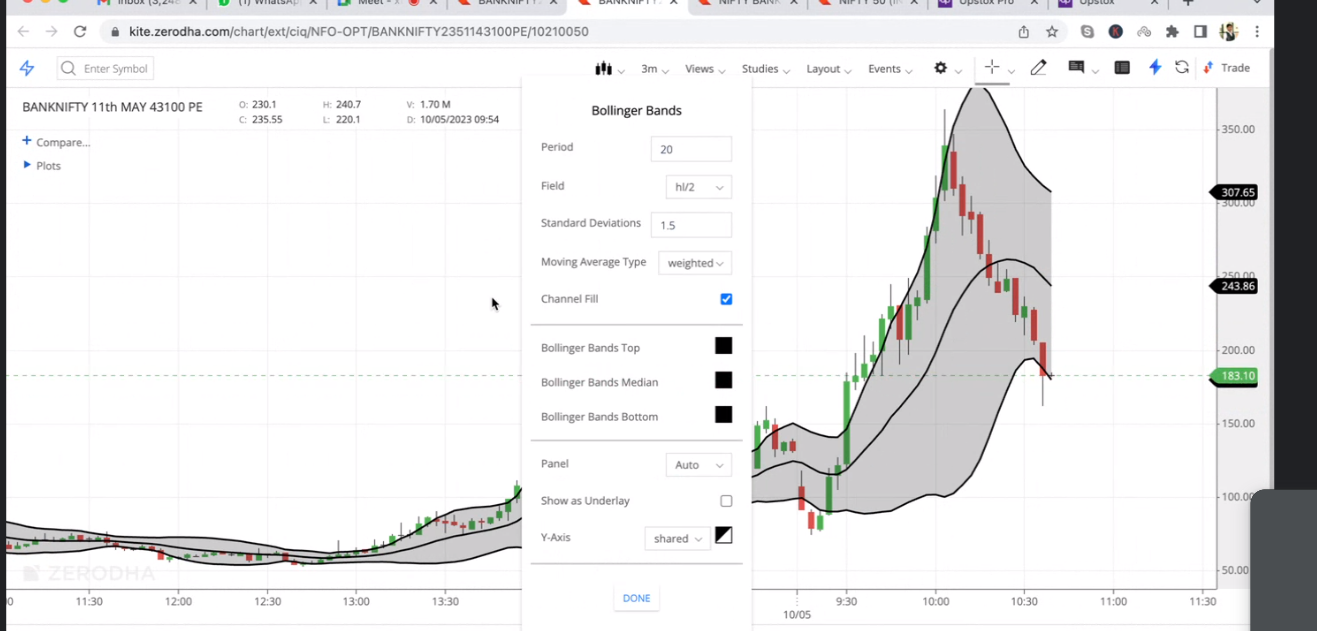 Inbox (3,248
(1) WhatsAp
Meet - x
BANKNIFTY2
BANKNIFTY2
NIFTY BANK
NIFTY 50 (IN
Upstox Pro
Upstox
kite.zerodha.com/chart/ext/ciq/NFO-OPT/BANKNIFTY2351143100PE/10210050
Enter Symbol
3m
Views
Studies
Layout
Events
Trade
BANKNIFTY 11th MAY 43100 PE
O: 230.1 H: 240.7 V: 1.70 M
C: 235.55 L: 220.1 D: 10/05/2023 09:54
+ Compare...
Plots
Bollinger Bands
Period 20
Field hl/2
Standard Deviations 1.5
Moving Average Type weighted
Channel Fill
Bollinger Bands Top
Bollinger Bands Median
Bollinger Bands Bottom
Panel Auto
Show as Underlay
Y-Axis shared
DONE
350.00
307.65
300.00
250.00
243.86
200.00
183.10
150.00
100.00
50.00
ZERODHA
11:30 12:00 12:30 13:00 13:30 9:30 10:00 10:30 11:00 11:30
10/05